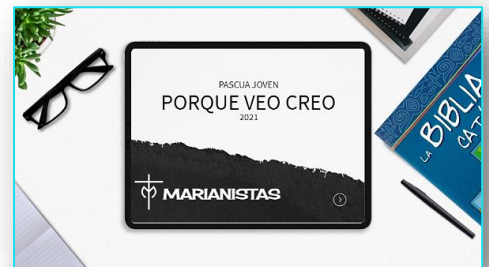 PASCUA JOVEN
PORQUE VEO CREO
2021
MARIANISTAS
LA BIBLIA
CAT